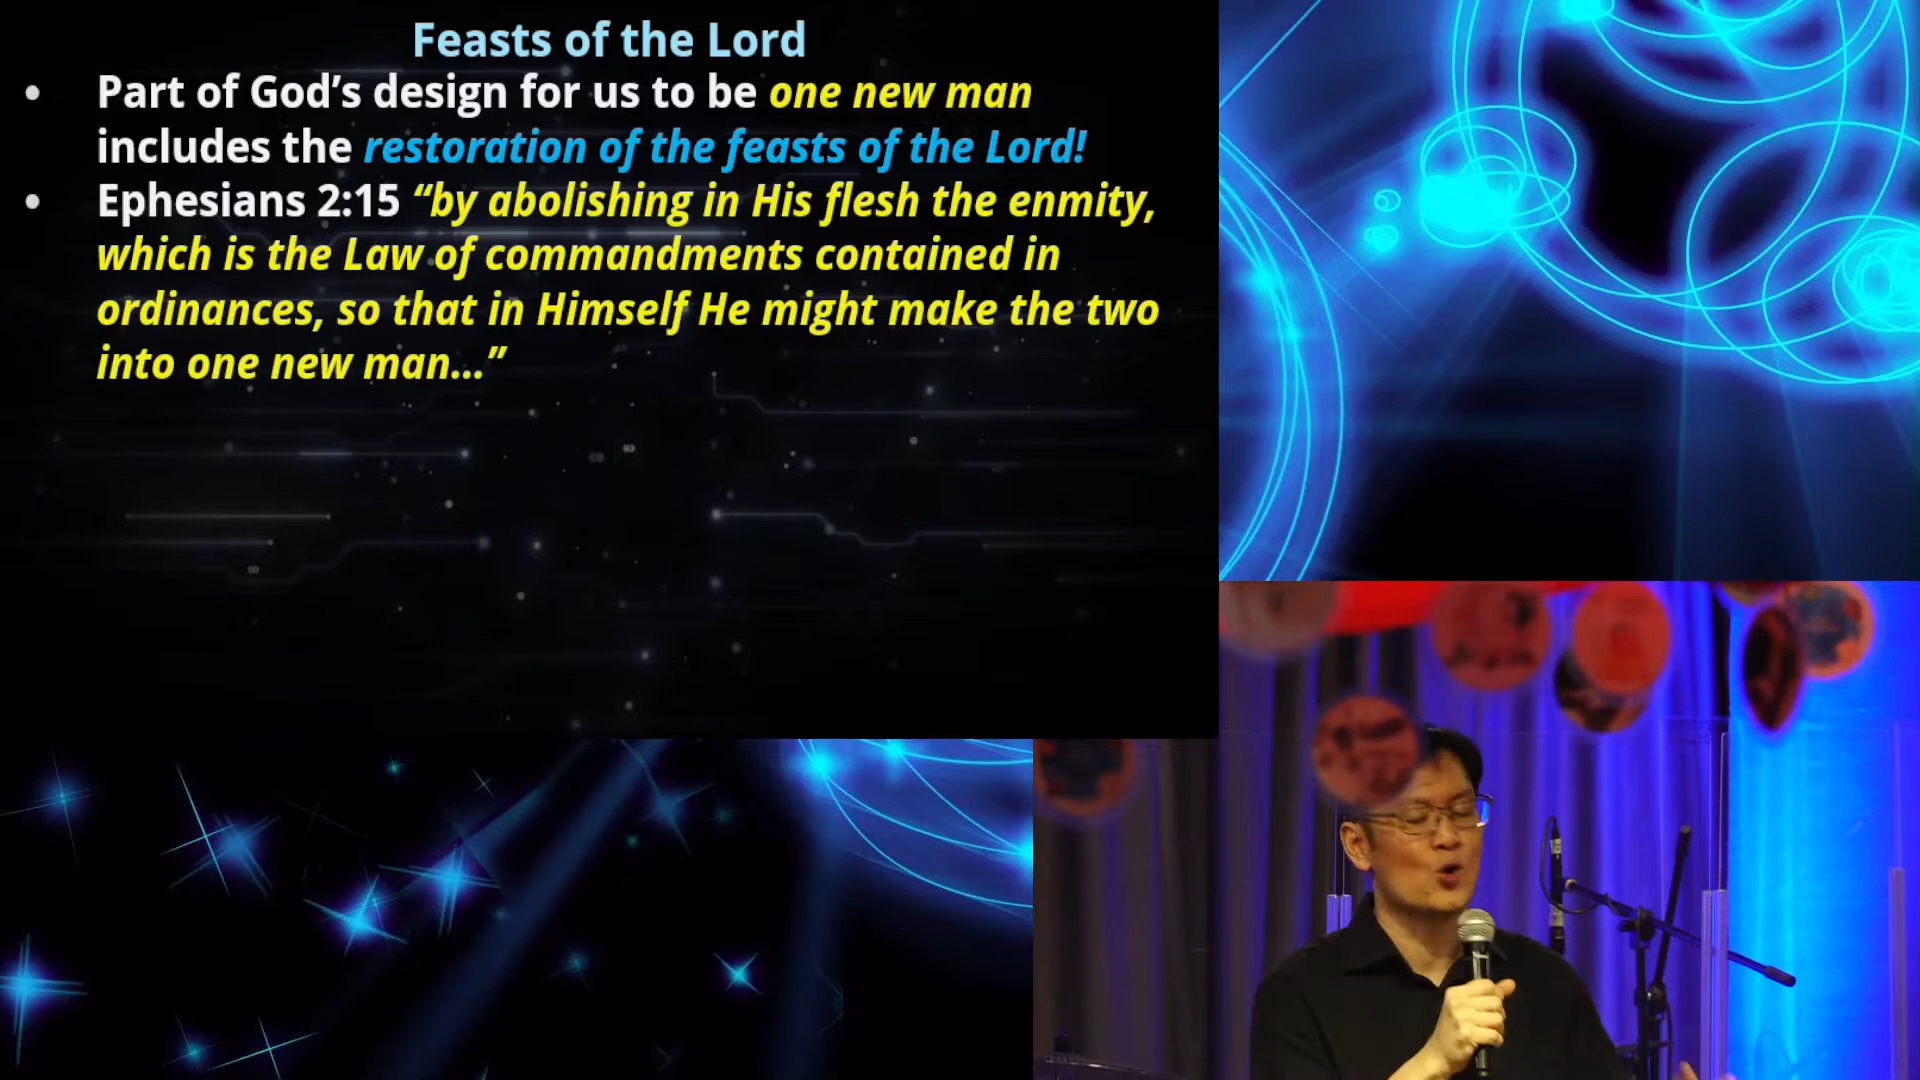 Feasts of the Lord
• Part of God’s design for us to be one new man
includes the restoration of the feasts of the Lord!
• Ephesians 2:15 “by abolishing in His flesh the enmity,
which is the Law of commandments contained in
ordinances, so that in Himself He might make the two
into one new man...”